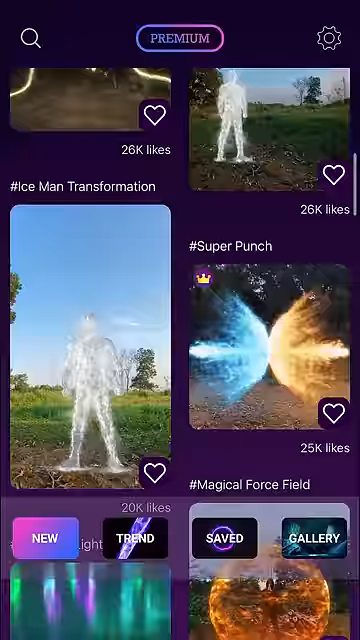 PREMIUM
26K likes
26K likes
#Ice Man Transformation
#Super Punch
25K likes
#Magical Force Field
20K likes
NEW
TREND
SAVED
GALLERY